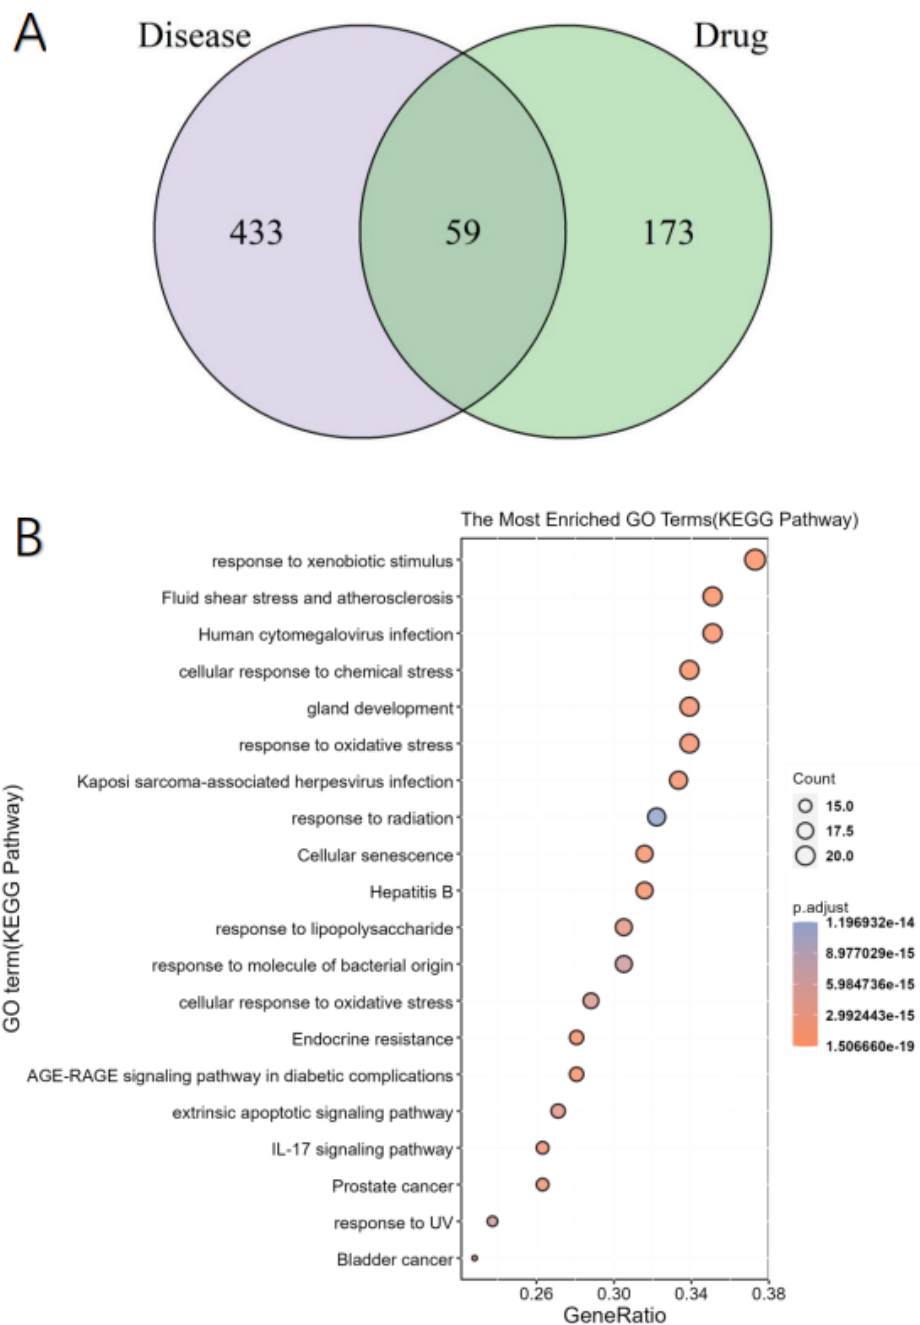 A
Disease
Drug
433
59
173
B
The Most Enriched GO Terms(KEGG Pathway)
GO term(KEGG Pathway)
response to xenobiotic stimulus
Fluid shear stress and atherosclerosis
Human cytomegalovirus infection
cellular response to chemical stress
gland development
response to oxidative stress
Kaposi sarcoma-associated herpesvirus infection
response to radiation
Cellular senescence
Hepatitis B
response to lipopolysaccharide
response to molecule of bacterial origin
cellular response to oxidative stress
Endocrine resistance
AGE-RAGE signaling pathway in diabetic complications
extrinsic apoptotic signaling pathway
IL-17 signaling pathway
Prostate cancer
response to UV
Bladder cancer
0.26 0.30 0.34 0.38
GeneRatio
Count
15.0
17.5
20.0
p.adjust
1.196932e-14
8.977029e-15
5.984736e-15
2.992443e-15
1.506660e-19